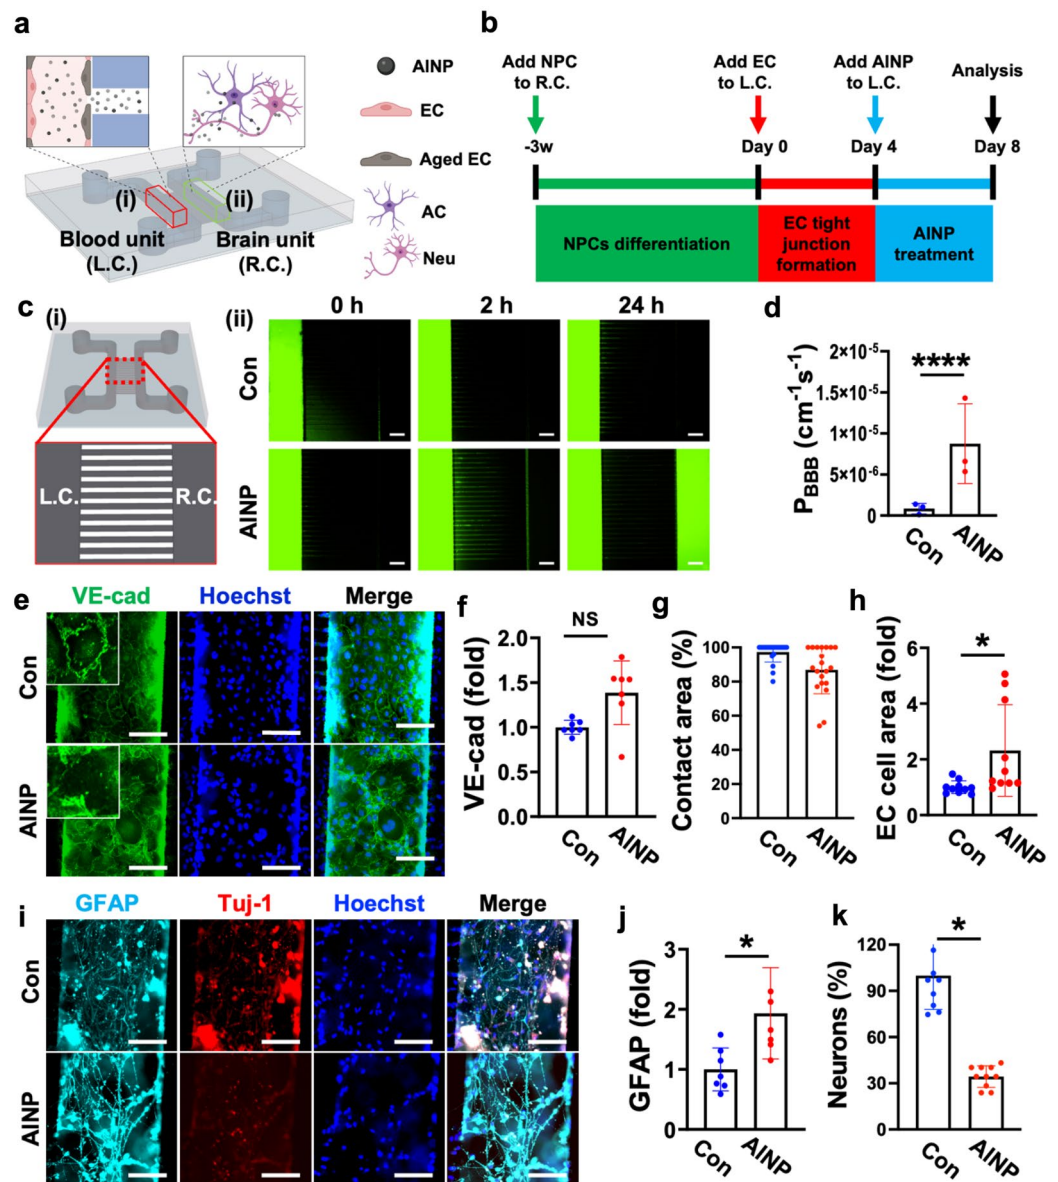 a
AlNP
EC
Aged EC
AC
Neu
(i)
(ii)
Blood unit
(L.C.)
Brain unit
(R.C.)
b
Add NPC
to R.C.
Add EC
to L.C.
Add AlNP
to L.C.
Analysis
-3w
Day 0
Day 4
Day 8
NPCs differentiation
EC tight
junction
formation
AlNP
treatment
c
(i)
L.C.
R.C.
(ii)
0 h
2 h
24 h
Con
AlNP
d
P_BBB (cm⁻¹s⁻¹)
2×10⁻⁵
1.5×10⁻⁵
1×10⁻⁵
5×10⁻⁶
0
****
Con
AlNP
e
VE-cad
Hoechst
Merge
Con
AlNP
f
VE-cad (fold)
2.0
1.5
1.0
0.5
0.0
NS
Con
AlNP
g
Contact area (%)
100
80
60
40
20
0
Con
AlNP
h
EC cell area (fold)
6
4
2
0
*
Con
AlNP
i
GFAP
Tuj-1
Hoechst
Merge
Con
AlNP
j
GFAP (fold)
3
2
1
0
*
Con
AlNP
k
Neurons (%)
120
90
60
30
0
*
Con
AlNP